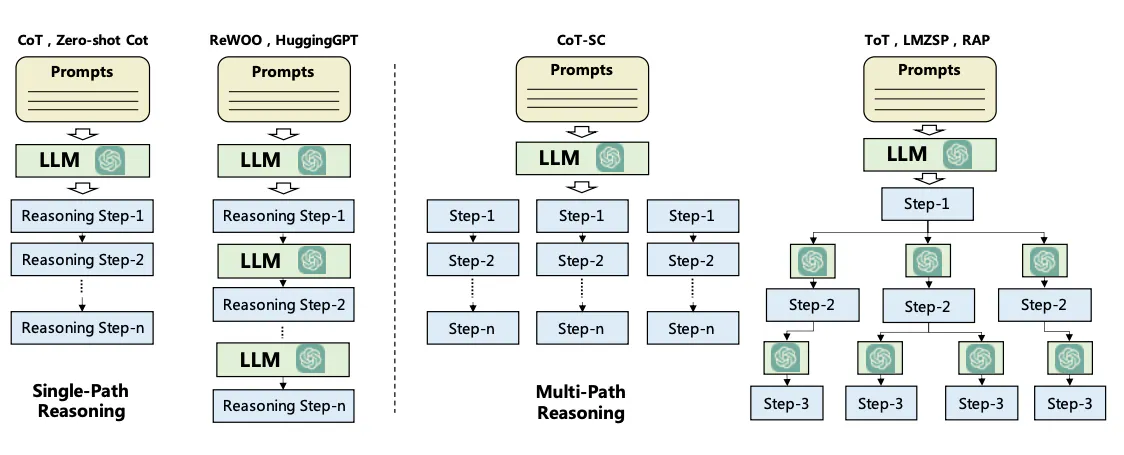 CoT , Zero-shot Cot
Prompts
LLM
Reasoning Step-1
Reasoning Step-2
Reasoning Step-n
Single-Path
Reasoning
ReWOO , HuggingGPT
Prompts
LLM
Reasoning Step-1
LLM
Reasoning Step-2
LLM
Reasoning Step-n
CoT-SC
Prompts
LLM
Step-1
Step-1
Step-1
Step-2
Step-2
Step-2
Step-n
Step-n
Step-n
Multi-Path
Reasoning
ToT , LMZSP , RAP
Prompts
LLM
Step-1
Step-2
Step-2
Step-2
Step-3
Step-3
Step-3
Step-3